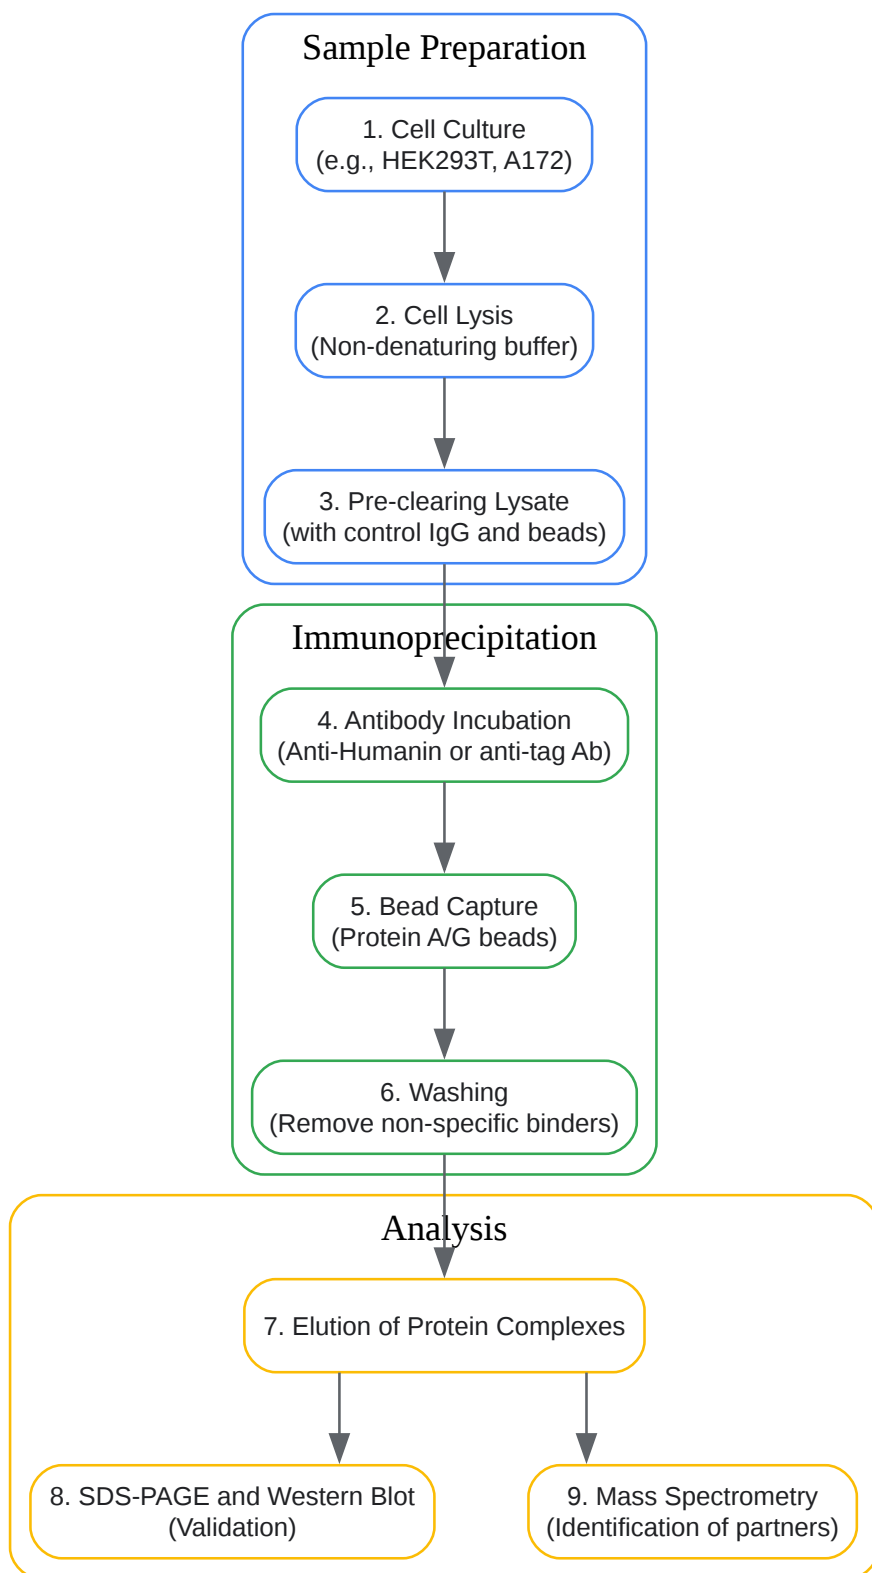 Sample Preparation
1. Cell Culture
(e.g., HEK293T, A172)
2. Cell Lysis
(Non-denaturing buffer)
3. Pre-clearing Lysate
(with control IgG and beads)
Immunoprecipitation
4. Antibody Incubation
(Anti-Humanin or anti-tag Ab)
5. Bead Capture
(Protein A/G beads)
6. Washing
(Remove non-specific binders)
Analysis
7. Elution of Protein Complexes
8. SDS-PAGE and Western Blot
(Validation)
9. Mass Spectrometry
(Identification of partners)